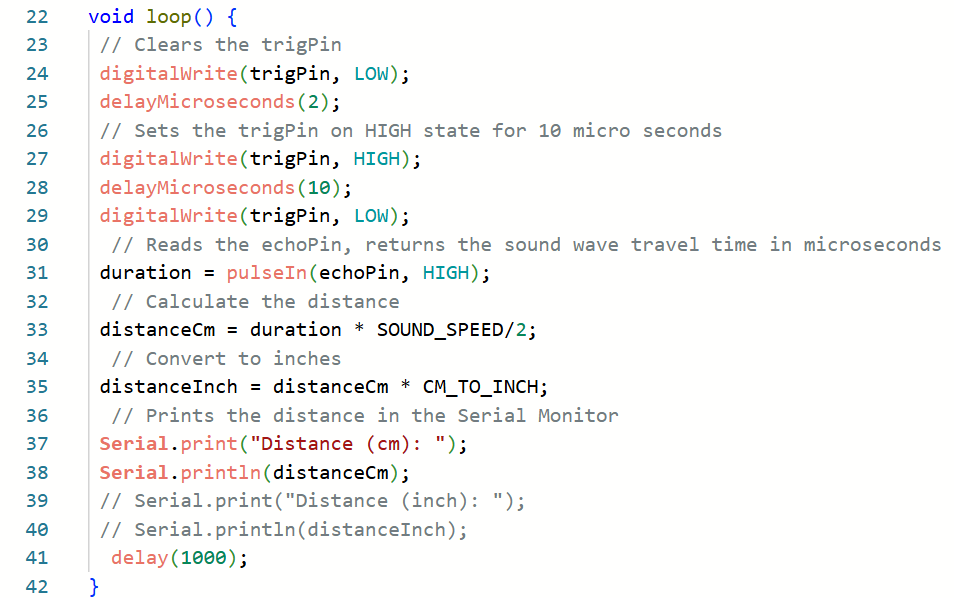 22 void loop() {
23 // Clears the trigPin
24 digitalWrite(trigPin, LOW);
25 delayMicroseconds(2);
26 // Sets the trigPin on HIGH state for 10 micro seconds
27 digitalWrite(trigPin, HIGH);
28 delayMicroseconds(10);
29 digitalWrite(trigPin, LOW);
30 // Reads the echoPin, returns the sound wave travel time in microseconds
31 duration = pulseIn(echoPin, HIGH);
32 // Calculate the distance
33 distanceCm = duration * SOUND_SPEED/2;
34 // Convert to inches
35 distanceInch = distanceCm * CM_TO_INCH;
36 // Prints the distance in the Serial Monitor
37 Serial.print("Distance (cm): ");
38 Serial.println(distanceCm);
39 // Serial.print("Distance (inch): ");
40 // Serial.println(distanceInch);
41 delay(1000);
42 }